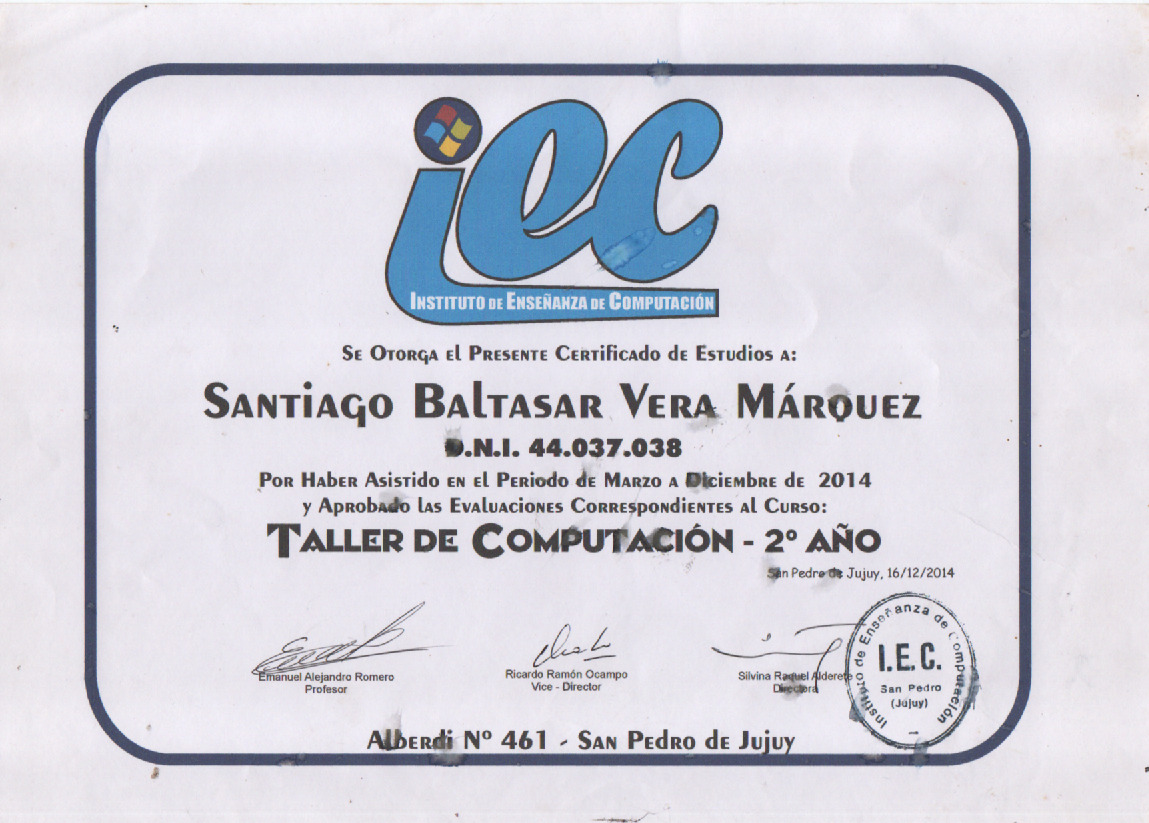 iec
INSTITUTO DE ENSEÑANZA DE COMPUTACIÓN
SE OTORGA EL PRESENTE CERTIFICADO DE ESTUDIOS A:
SANTIAGO BALTASAR VERA MÁRQUEZ
D.N.I. 44.037.038
POR HABER ASISTIDO EN EL PERIODO DE MARZO A DICIEMBRE DE 2014
Y APROBADO LAS EVALUACIONES CORRESPONDIENTES AL CURSO:
TALLER DE COMPUTACIÓN - 2º AÑO
San Pedro de Jujuy, 16/12/2014
Emanuel Alejandro Romero
Profesor
Ricardo Ramón Ocampo
Vice - Director
Silvina Raquel Alderete
Directora
Instituto de Enseñanza de Computación
I.E.C.
San Pedro
(Jujuy)
ALBERDI Nº 461 - SAN PEDRO DE JUJUY